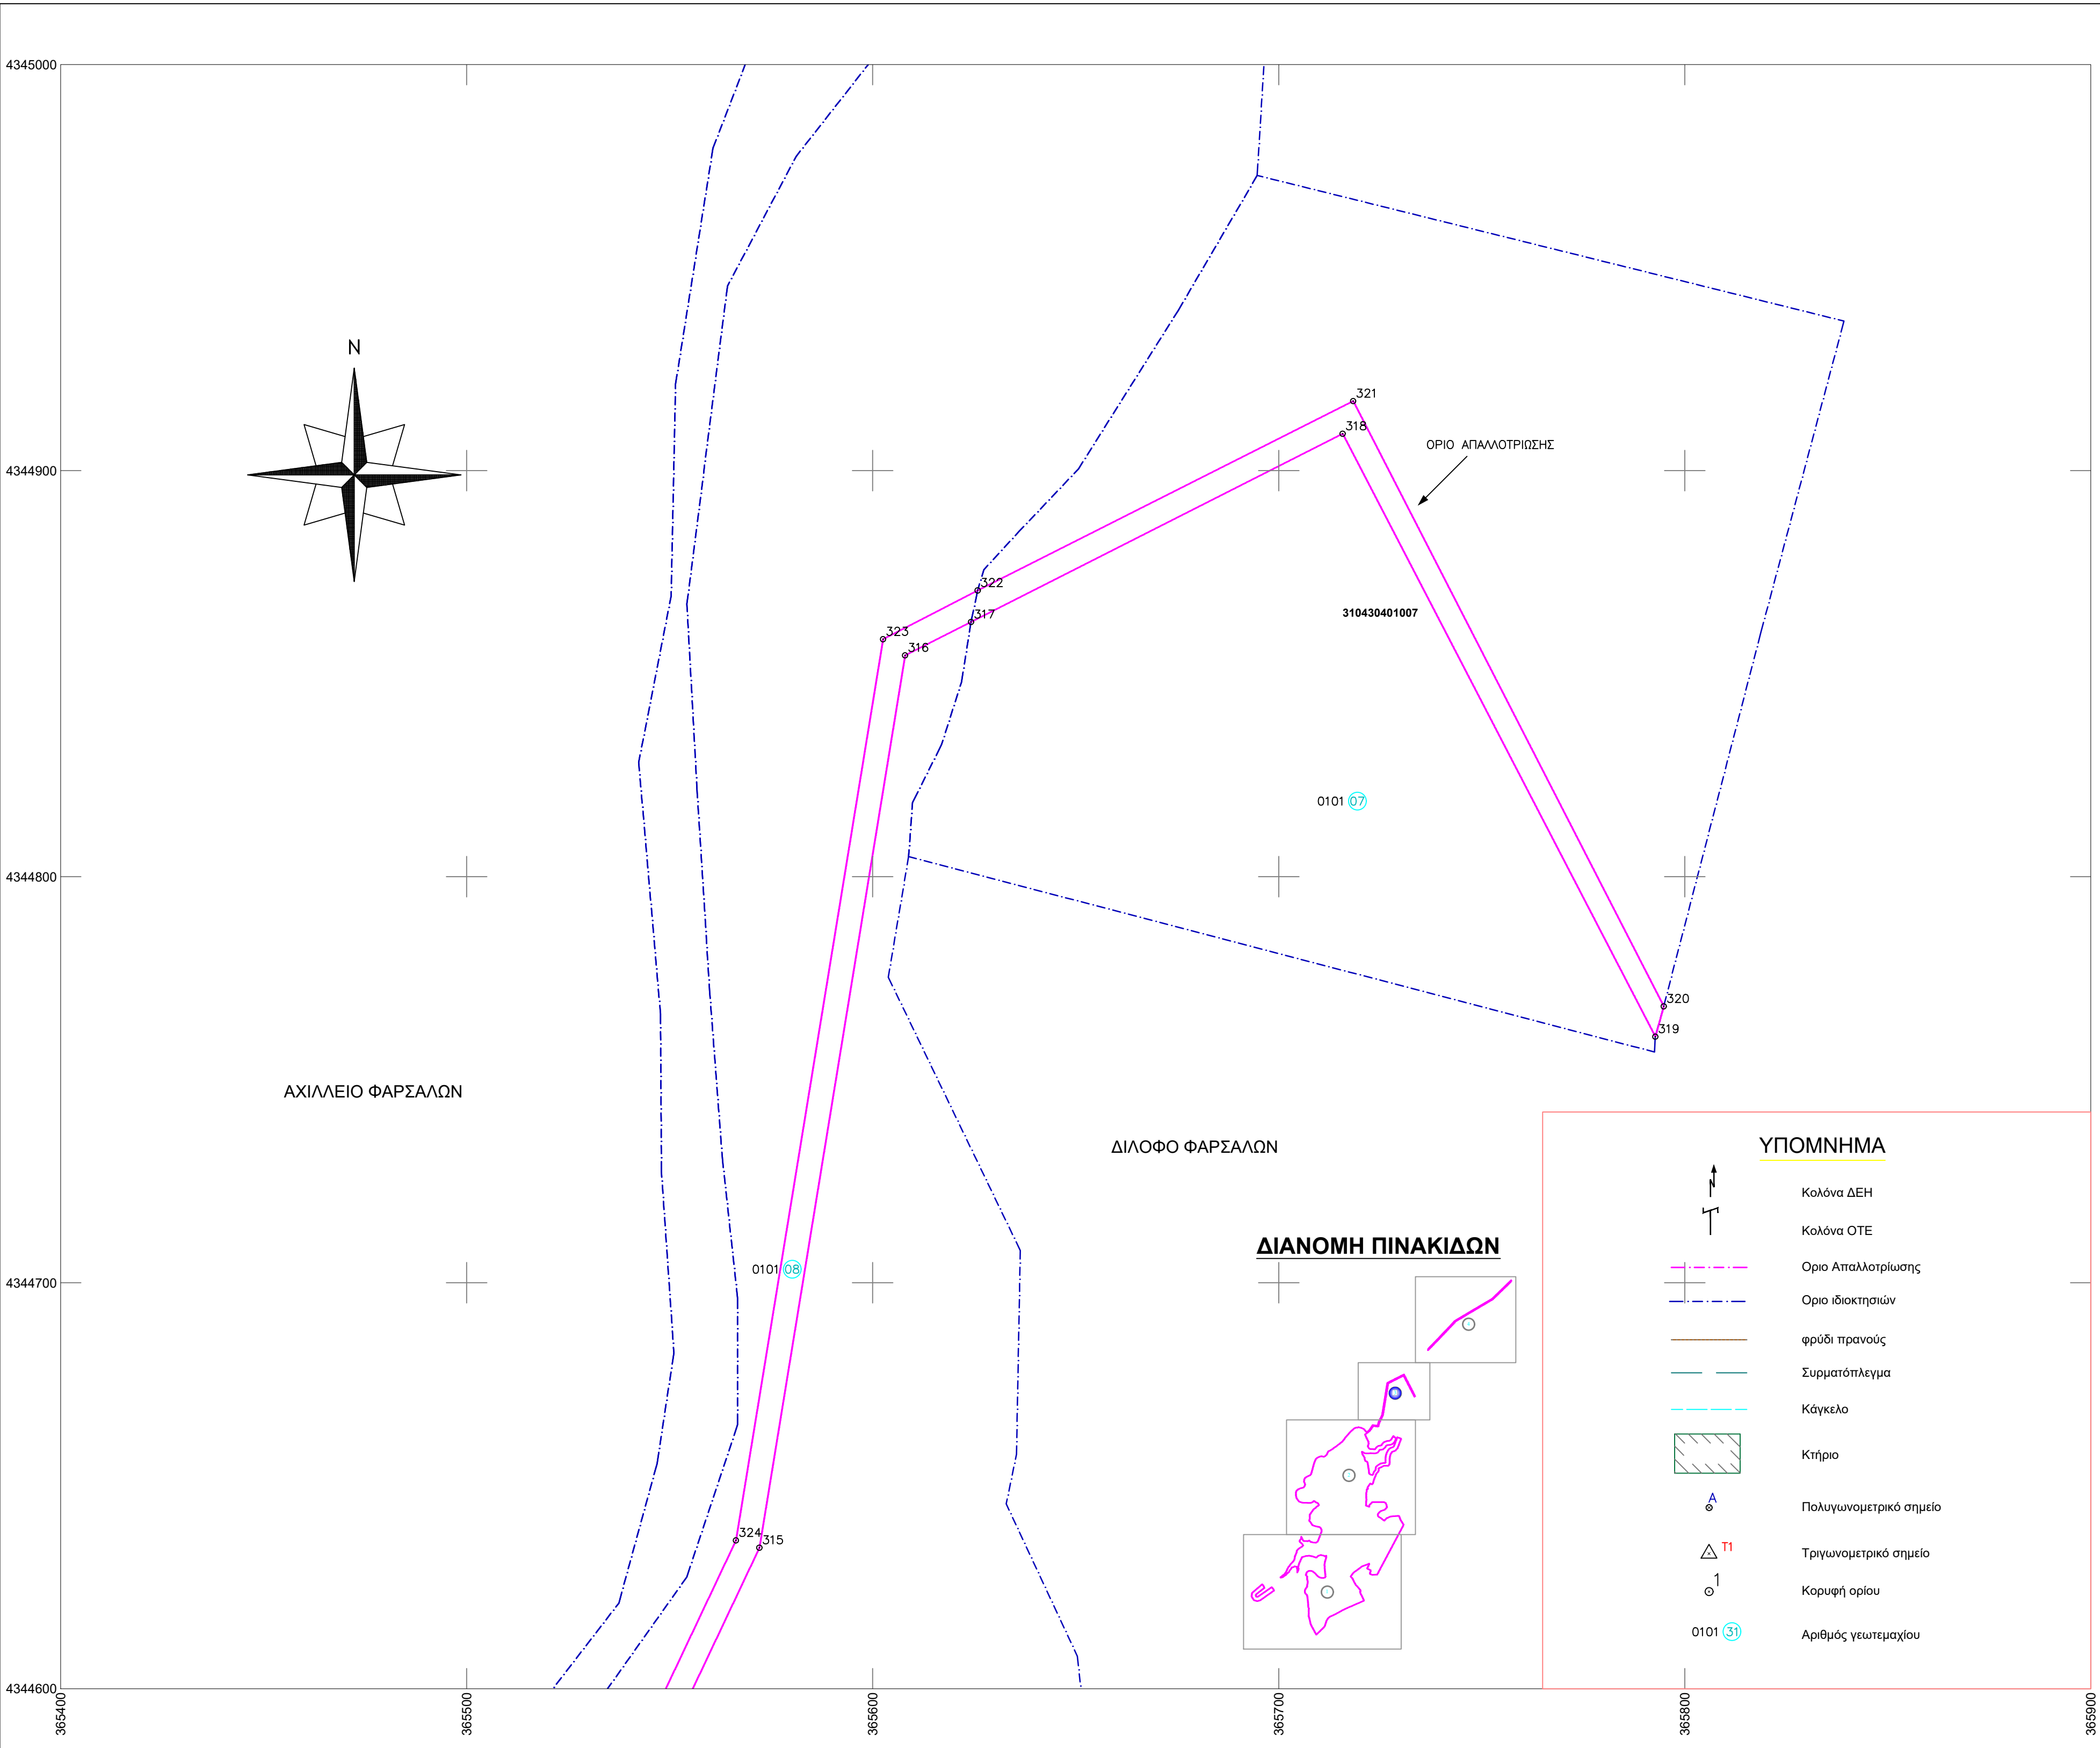 4345000
N
321
318
ΟΡΙΟ ΑΠΑΛΛΟΤΡΙΩΣΗΣ
4344900
322
317
310430401007
323
316
0101 07
4344800
320
319
ΑΧΙΛΛΕΙΟ ΦΑΡΣΑΛΩΝ
ΔΙΛΟΦΟ ΦΑΡΣΑΛΩΝ
0101 08
4344700
324
315
4344600
ΔΙΑΝΟΜΗ ΠΙΝΑΚΙΔΩΝ
ΥΠΟΜΝΗΜΑ
Κολόνα ΔΕΗ
Κολόνα ΟΤΕ
Οριο Απαλλοτρίωσης
Οριο ιδιοκτησιών
φρύδι πρανούς
Συρματόπλεγμα
Κάγκελο
Κτήριο
Α Πολυγωνομετρικό σημείο
Τ1 Τριγωνομετρικό σημείο
1 Κορυφή ορίου
0101 31 Αριθμός γεωτεμαχίου
365400
365500
365600
365700
365800
365900